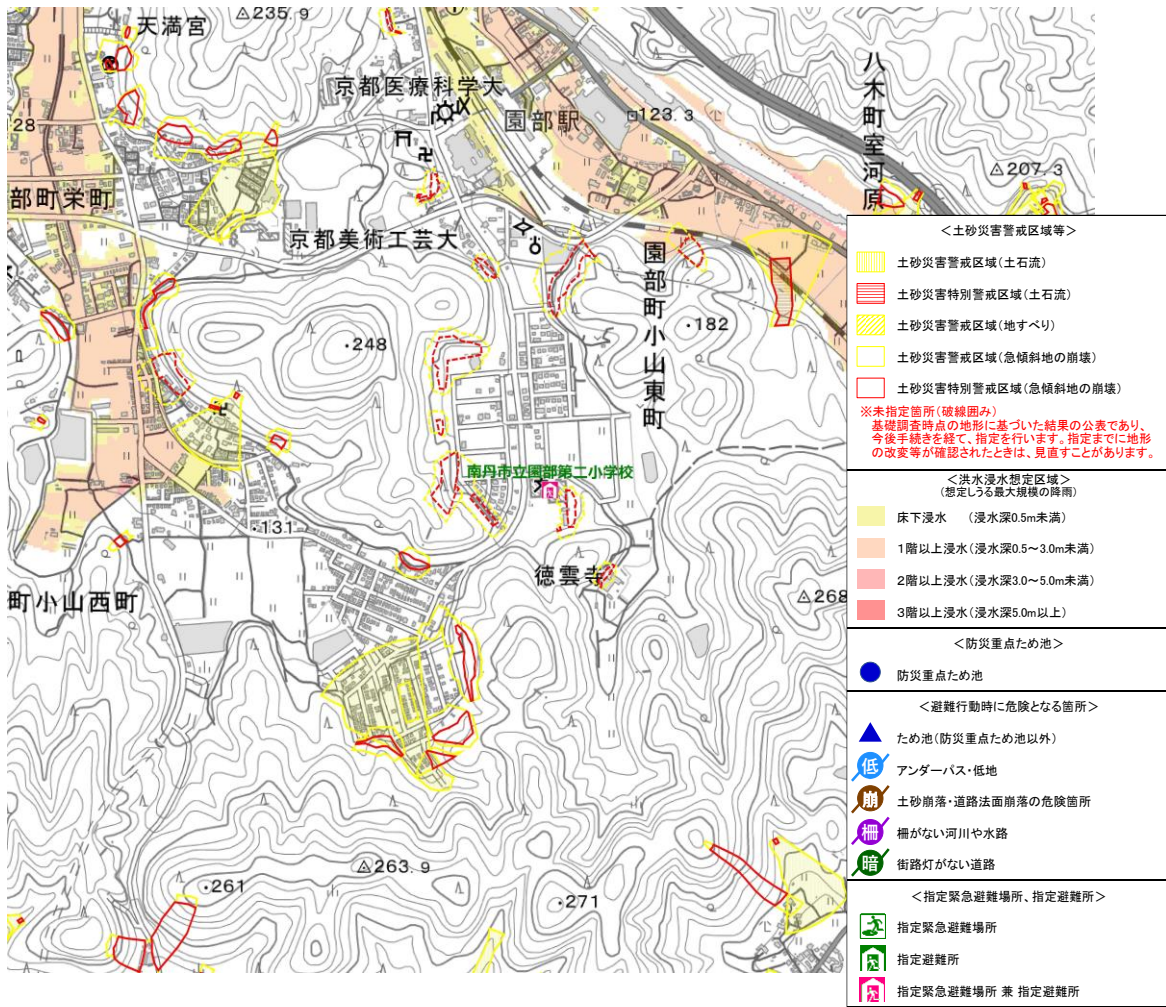 △235.9
天満宮
京都医療科学大
園部駅
123.3
八木町室河原
△207.3
28
部町栄町
京都美術工芸大
園部町小山東町
・182
・248
南丹市立園部第二小学校
・131
徳雲寺
町小山西町
△268
△263.9
・261
・271
＜土砂災害警戒区域等＞
土砂災害警戒区域(土石流)
土砂災害特別警戒区域(土石流)
土砂災害警戒区域(地すべり)
土砂災害警戒区域(急傾斜地の崩壊)
土砂災害特別警戒区域(急傾斜地の崩壊)
※未指定箇所(破線囲み)
基礎調査時点の地形に基づいた結果の公表であり、
今後手続きを経て、指定を行います。指定までに地形
の改変等が確認されたときは、見直すことがあります。
＜洪水浸水想定区域＞
(想定しうる最大規模の降雨)
床下浸水　(浸水深0.5m未満)
1階以上浸水(浸水深0.5～3.0m未満)
2階以上浸水(浸水深3.0～5.0m未満)
3階以上浸水(浸水深5.0m以上)
＜防災重点ため池＞
防災重点ため池
＜避難行動時に危険となる箇所＞
ため池(防災重点ため池以外)
低 アンダーパス・低地
崩 土砂崩落・道路法面崩落の危険箇所
柵 柵がない河川や水路
暗 街路灯がない道路
＜指定緊急避難場所、指定避難所＞
指定緊急避難場所
指定避難所
指定緊急避難場所 兼 指定避難所